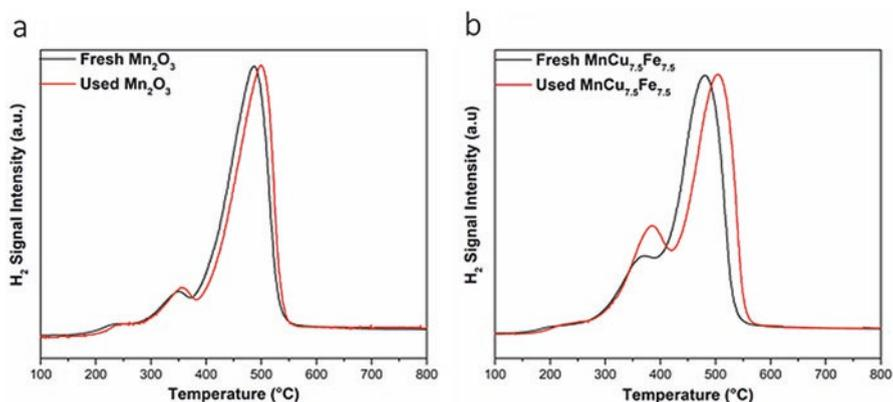 a
Fresh Mn₂O₃
Used Mn₂O₃
H₂ Signal Intensity (a.u.)
100 200 300 400 500 600 700 800
Temperature (°C)
b
Fresh MnCu₇.₅Fe₇.₅
Used MnCu₇.₅Fe₇.₅
H₂ Signal Intensity (a.u)
100 200 300 400 500 600 700 800
Temperature (°C)